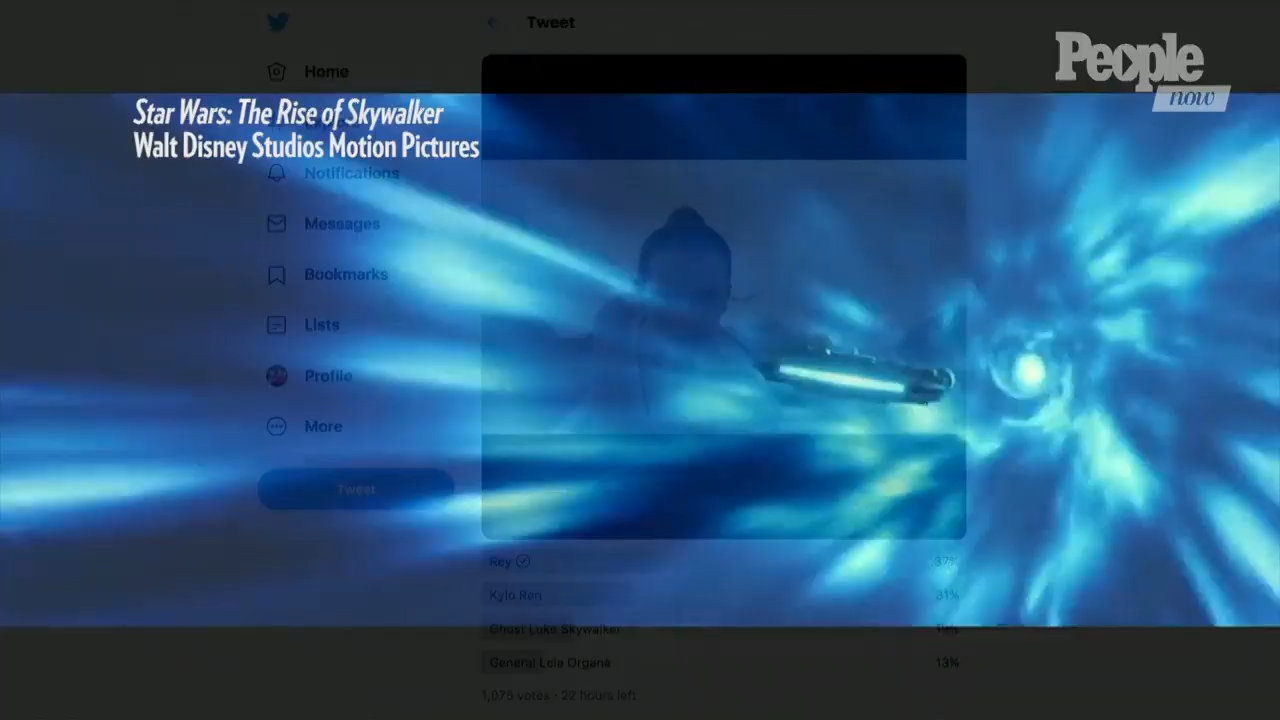 Tweet
People
now
Home
Star Wars: The Rise of Skywalker
Walt Disney Studios Motion Pictures
Notifications
Messages
Bookmarks
Lists
Profile
More
Tweet
Rey 37%
Kylo Ren 31%
Ghost Luke Skywalker
General Leia Organa 13%
1,075 votes · 22 hours left